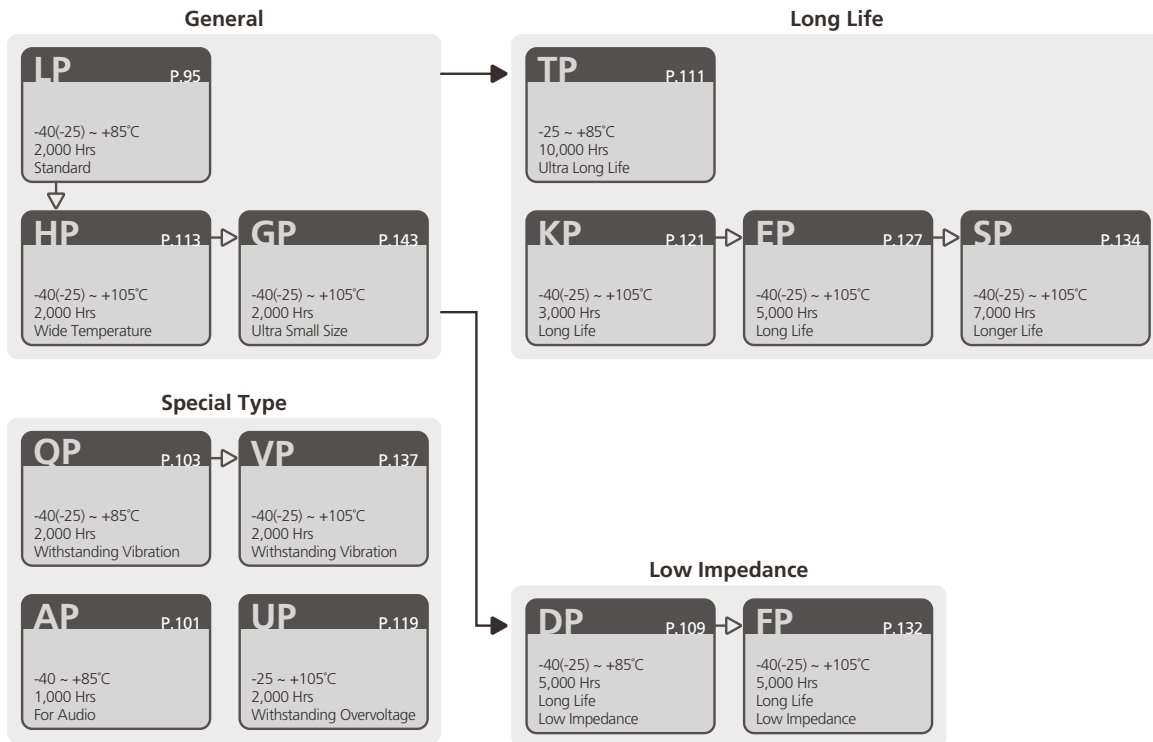 General
LP P.95
-40(-25) ~ +85℃
2,000 Hrs
Standard
HP P.113
-40(-25) ~ +105℃
2,000 Hrs
Wide Temperature
GP P.143
-40(-25) ~ +105℃
2,000 Hrs
Ultra Small Size
Long Life
TP P.111
-25 ~ +85℃
10,000 Hrs
Ultra Long Life
KP P.121
-40(-25) ~ +105℃
3,000 Hrs
Long Life
EP P.127
-40(-25) ~ +105℃
5,000 Hrs
Long Life
SP P.134
-40(-25) ~ +105℃
7,000 Hrs
Longer Life
Special Type
QP P.103
-40(-25) ~ +85℃
2,000 Hrs
Withstanding Vibration
VP P.137
-40(-25) ~ +105℃
2,000 Hrs
Withstanding Vibration
AP P.101
-40 ~ +85℃
1,000 Hrs
For Audio
UP P.119
-25 ~ +105℃
2,000 Hrs
Withstanding Overvoltage
Low Impedance
DP P.109
-40(-25) ~ +85℃
5,000 Hrs
Long Life
Low Impedance
FP P.132
-40(-25) ~ +105℃
5,000 Hrs
Long Life
Low Impedance